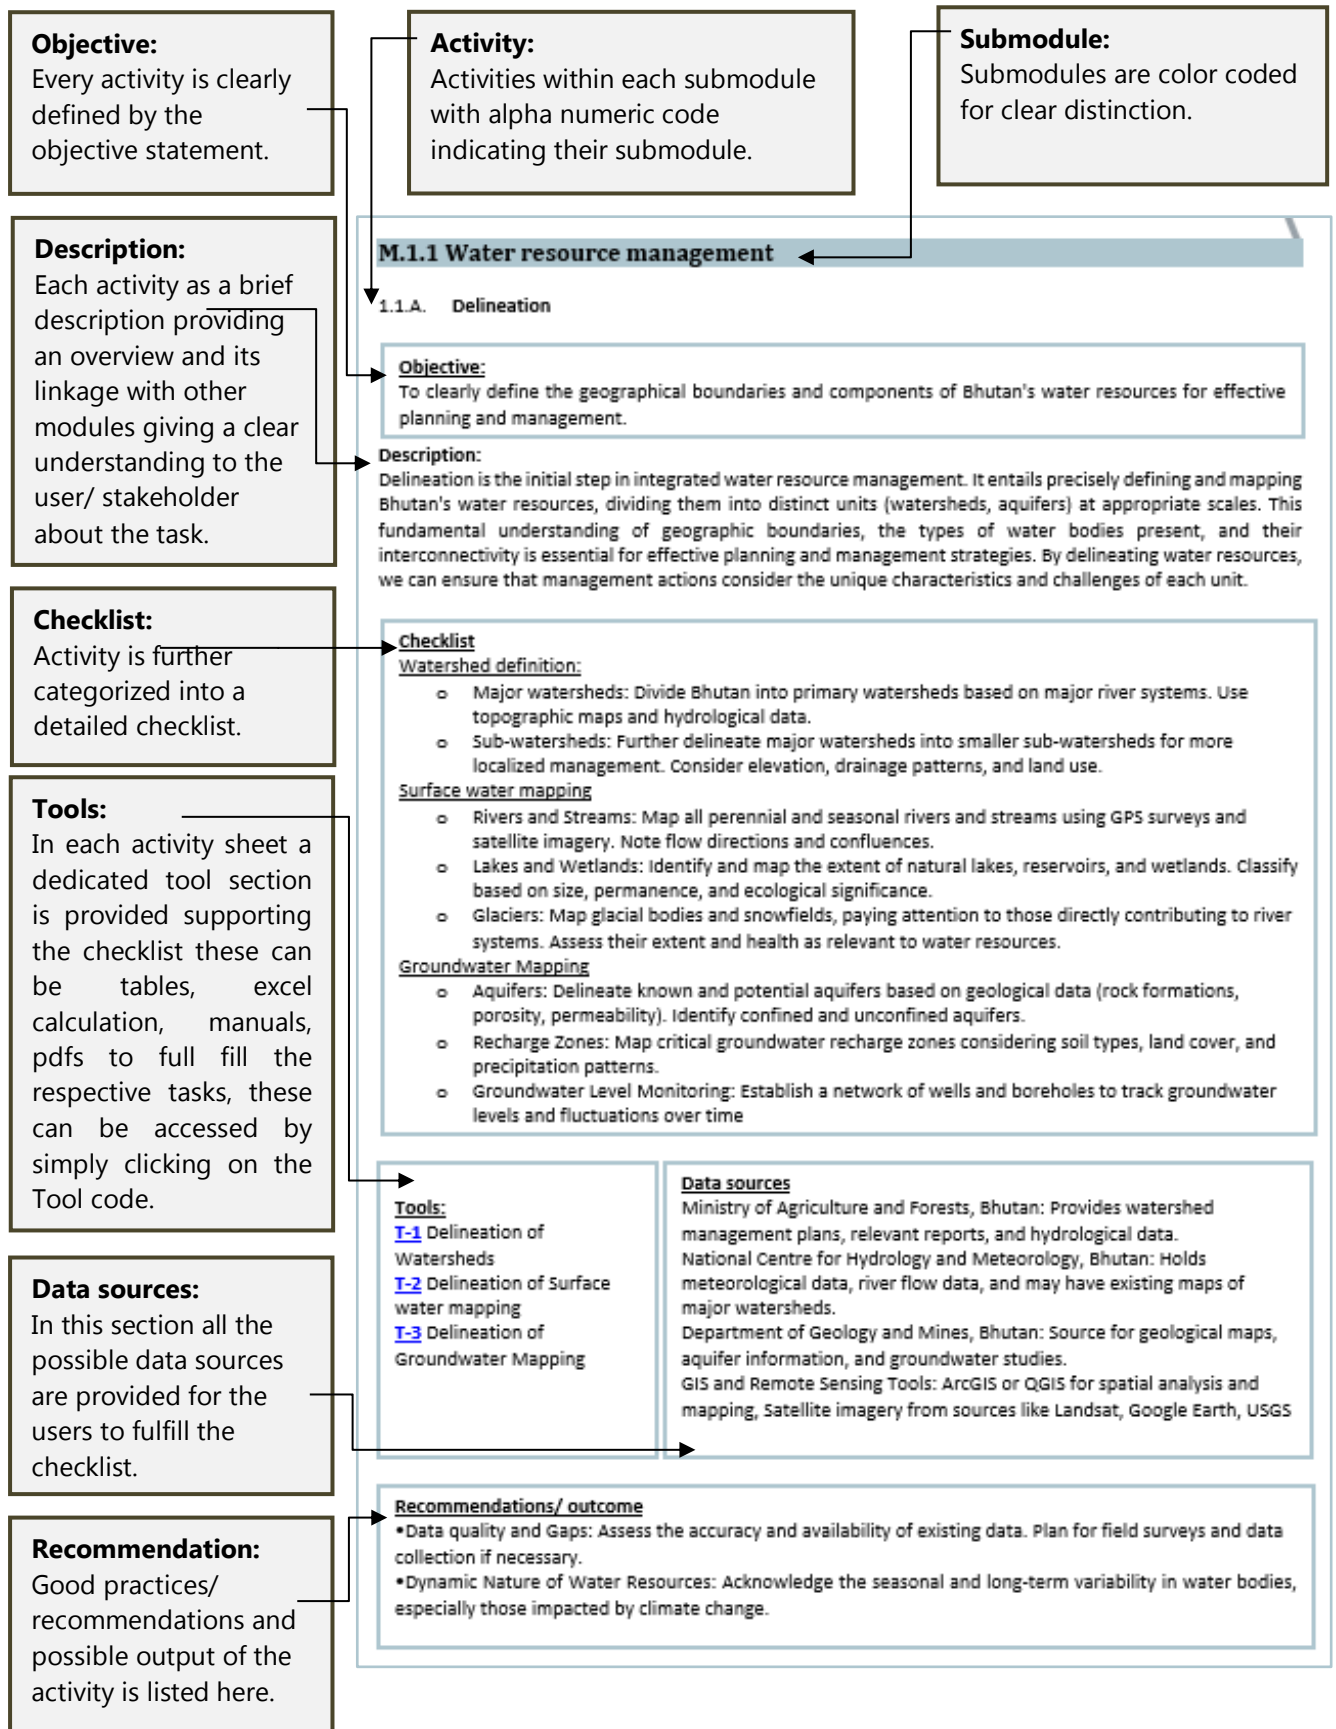 Objective:
Every activity is clearly
defined by the
objective statement.
Activity:
Activities within each submodule
with alpha numeric code
indicating their submodule.
Submodule:
Submodules are color coded
for clear distinction.
Description:
Each activity as a brief
description providing
an overview and its
linkage with other
modules giving a clear
understanding to the
user/ stakeholder
about the task.
Checklist:
Activity is further
categorized into a
detailed checklist.
Tools:
In each activity sheet a
dedicated tool section
is provided supporting
the checklist these can
be tables, excel
calculation, manuals,
pdfs to full fill the
respective tasks, these
can be accessed by
simply clicking on the
Tool code.
Data sources:
In this section all the
possible data sources
are provided for the
users to fulfill the
checklist.
Recommendation:
Good practices/
recommendations and
possible output of the
activity is listed here.
M.1.1 Water resource management
1.1.A. Delineation
Objective:
To clearly define the geographical boundaries and components of Bhutan's water resources for effective
planning and management.
Description:
Delineation is the initial step in integrated water resource management. It entails precisely defining and mapping
Bhutan's water resources, dividing them into distinct units (watersheds, aquifers) at appropriate scales. This
fundamental understanding of geographic boundaries, the types of water bodies present, and their
interconnectivity is essential for effective planning and management strategies. By delineating water resources,
we can ensure that management actions consider the unique characteristics and challenges of each unit.
Checklist
Watershed definition:
o Major watersheds: Divide Bhutan into primary watersheds based on major river systems. Use
topographic maps and hydrological data.
o Sub-watersheds: Further delineate major watersheds into smaller sub-watersheds for more
localized management. Consider elevation, drainage patterns, and land use.
Surface water mapping
o Rivers and Streams: Map all perennial and seasonal rivers and streams using GPS surveys and
satellite imagery. Note flow directions and confluences.
o Lakes and Wetlands: Identify and map the extent of natural lakes, reservoirs, and wetlands. Classify
based on size, permanence, and ecological significance.
o Glaciers: Map glacial bodies and snowfields, paying attention to those directly contributing to river
systems. Assess their extent and health as relevant to water resources.
Groundwater Mapping
o Aquifers: Delineate known and potential aquifers based on geological data (rock formations,
porosity, permeability). Identify confined and unconfined aquifers.
o Recharge Zones: Map critical groundwater recharge zones considering soil types, land cover, and
precipitation patterns.
o Groundwater Level Monitoring: Establish a network of wells and boreholes to track groundwater
levels and fluctuations over time
Tools:
T-1 Delineation of
Watersheds
T-2 Delineation of Surface
water mapping
T-3 Delineation of
Groundwater Mapping
Data sources
Ministry of Agriculture and Forests, Bhutan: Provides watershed
management plans, relevant reports, and hydrological data.
National Centre for Hydrology and Meteorology, Bhutan: Holds
meteorological data, river flow data, and may have existing maps of
major watersheds.
Department of Geology and Mines, Bhutan: Source for geological maps,
aquifer information, and groundwater studies.
GIS and Remote Sensing Tools: ArcGIS or QGIS for spatial analysis and
mapping, Satellite imagery from sources like Landsat, Google Earth, USGS
Recommendations/ outcome
•Data quality and Gaps: Assess the accuracy and availability of existing data. Plan for field surveys and data
collection if necessary.
•Dynamic Nature of Water Resources: Acknowledge the seasonal and long-term variability in water bodies,
especially those impacted by climate change.